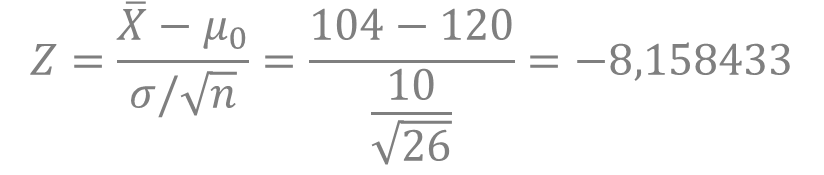 Z = (X̄ − μ₀)/(σ/√n) = (104 − 120)/(10/√26) = −8,158433